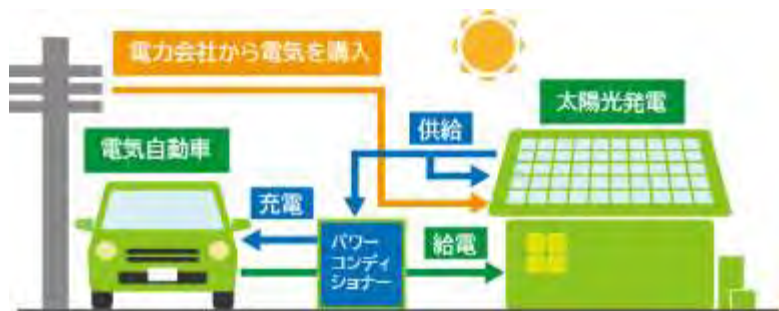 電力会社から電気を購入
太陽光発電
供給
電気自動車
充電
パワー
コンディ
ショナー
給電